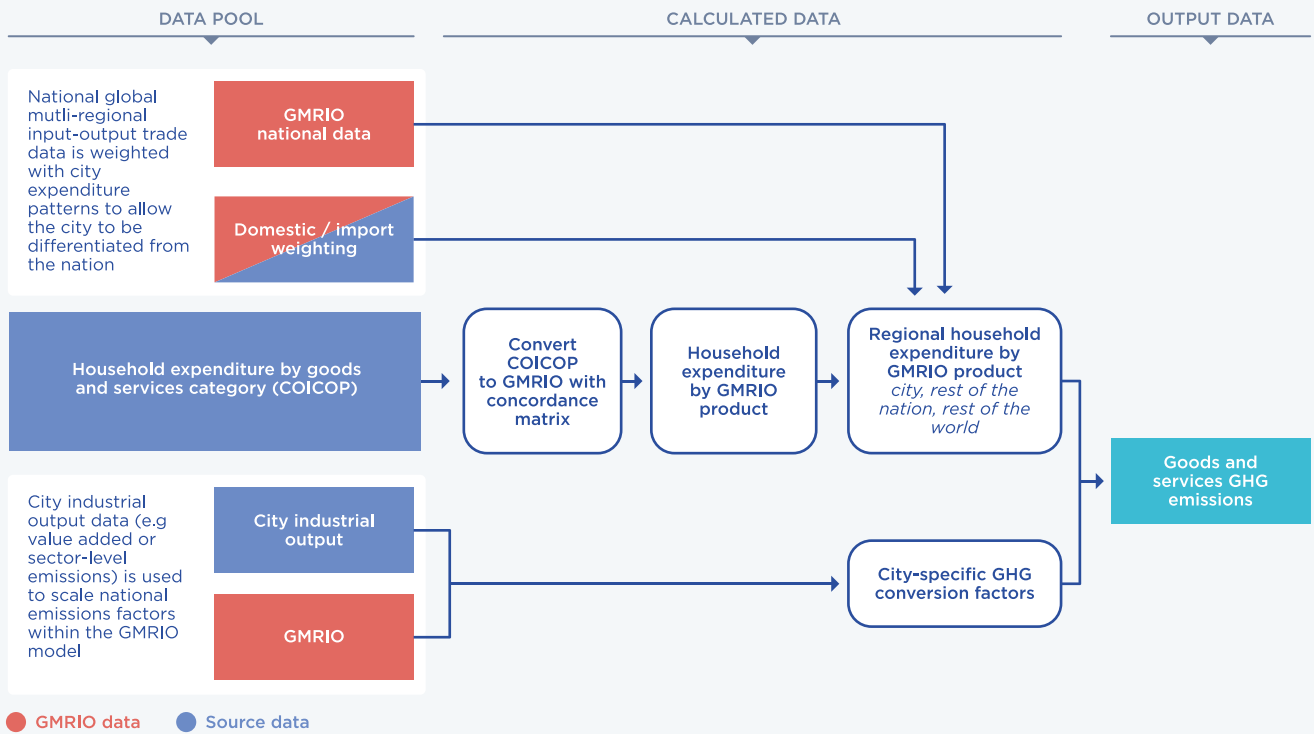 DATA POOL
CALCULATED DATA
OUTPUT DATA
National global
mutli-regional
input-output trade
data is weighted
with city
expenditure
patterns to allow
the city to be
differentiated from
the nation
GMRIO
national data
Domestic / import
weighting
Household expenditure by goods
and services category (COICOP)
Convert
COICOP
to GMRIO with
concordance
matrix
Household
expenditure
by GMRIO
product
Regional household
expenditure by
GMRIO product
city, rest of the
nation, rest of the
world
Goods and
services GHG
emissions
City industrial
output data (e.g
value added or
sector-level
emissions) is used
to scale national
emissions factors
within the GMRIO
model
City industrial
output
GMRIO
City-specific GHG
conversion factors
GMRIO data
Source data